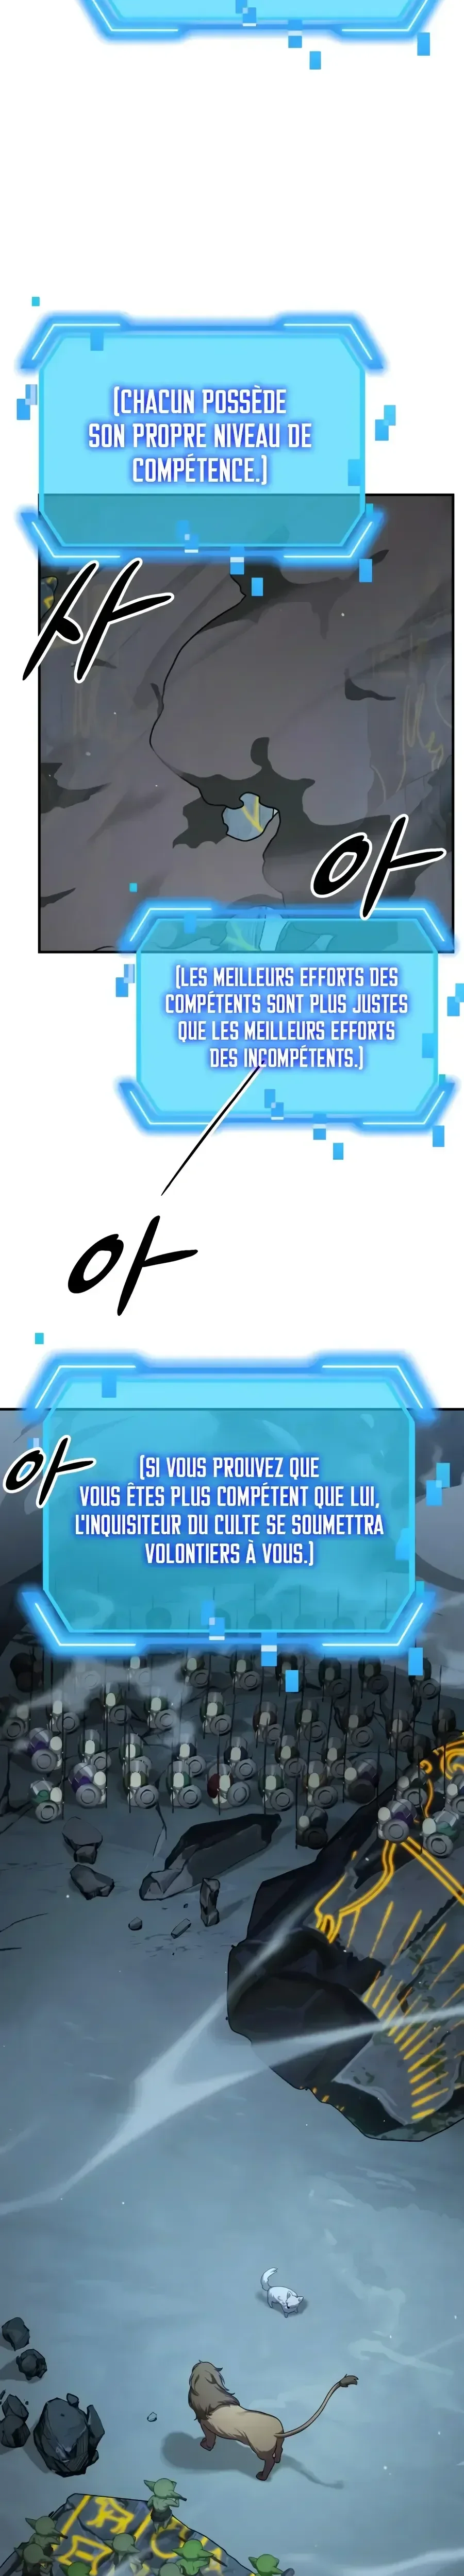 (CHACUN POSSÈDE
SON PROPRE NIVEAU DE
COMPÉTENCE.)
사
아
(LES MEILLEURS EFFORTS DES
COMPÉTENTS SONT PLUS JUSTES
QUE LES MEILLEURS EFFORTS
DES INCOMPÉTENTS.)
아
아
(SI VOUS PROUVEZ QUE
VOUS ÊTES PLUS COMPÉTENT QUE LUI,
L'INQUISITEUR DU CULTE SE SOUMETTRA
VOLONTIERS À VOUS.)